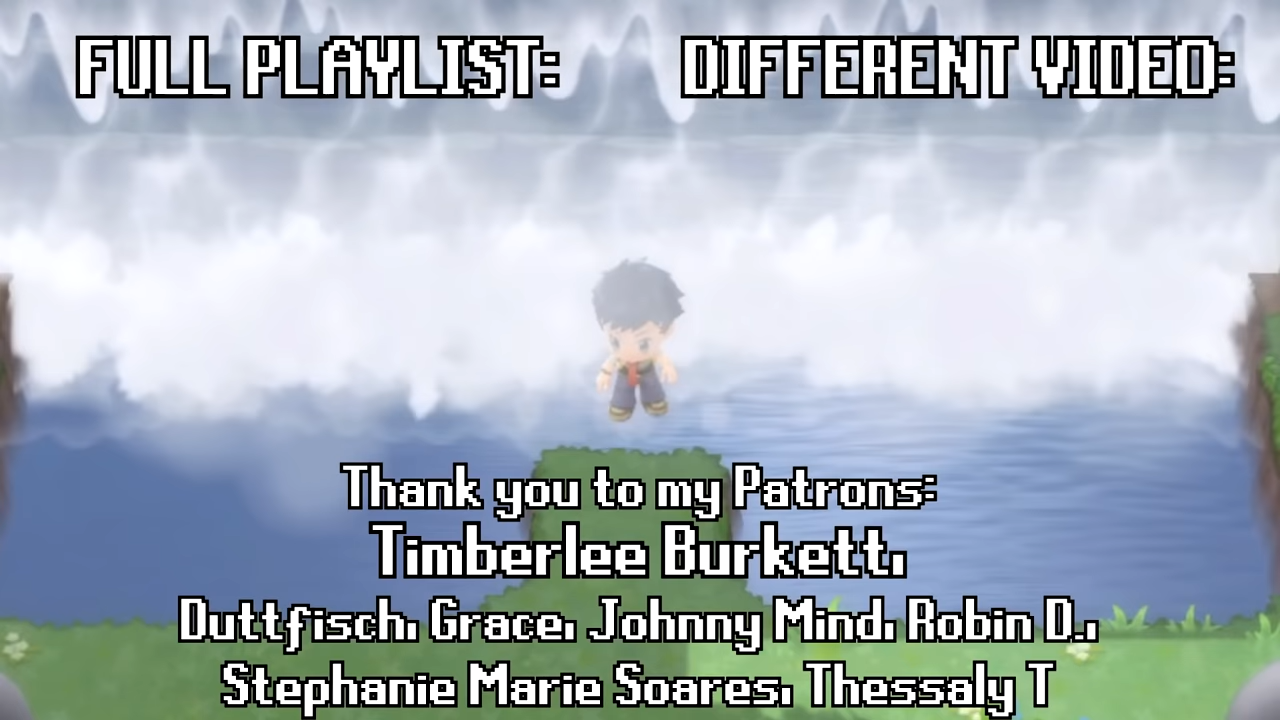 FULL PLAYLIST: DIFFERENT VIDEO:
Thank you to my Patrons:
Timberlee Burkett,
Duttfisch, Grace, Johnny Mind, Robin D.,
Stephanie Marie Soares, Thessaly T